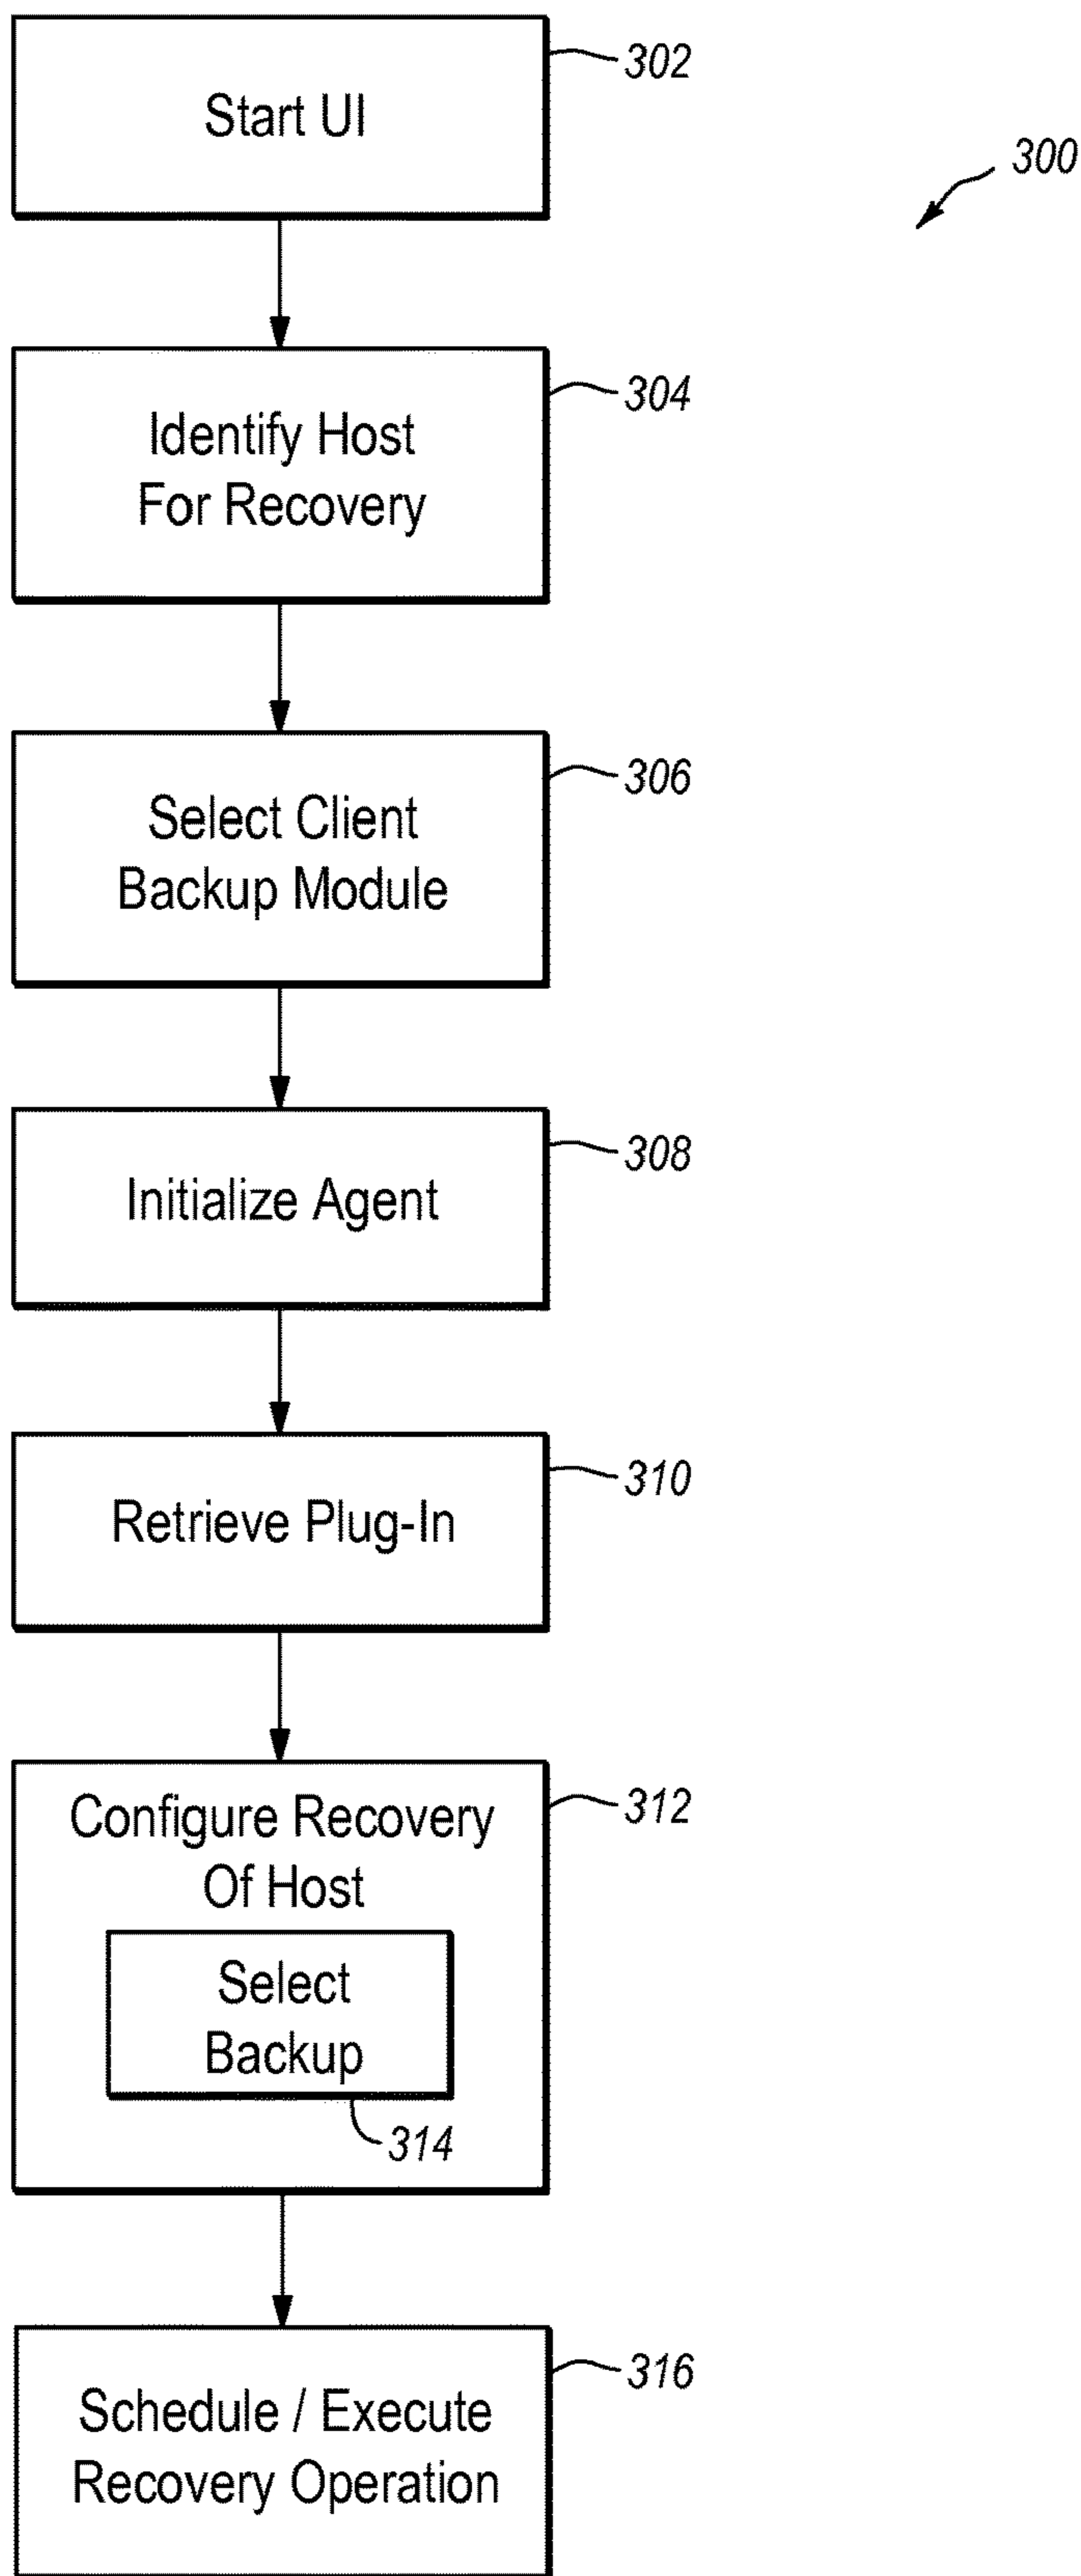 Start UI
302
300
Identify Host
For Recovery
304
Select Client
Backup Module
306
Initialize Agent
308
Retrieve Plug-In
310
Configure Recovery
Of Host
312
Select
Backup
314
Schedule / Execute
Recovery Operation
316